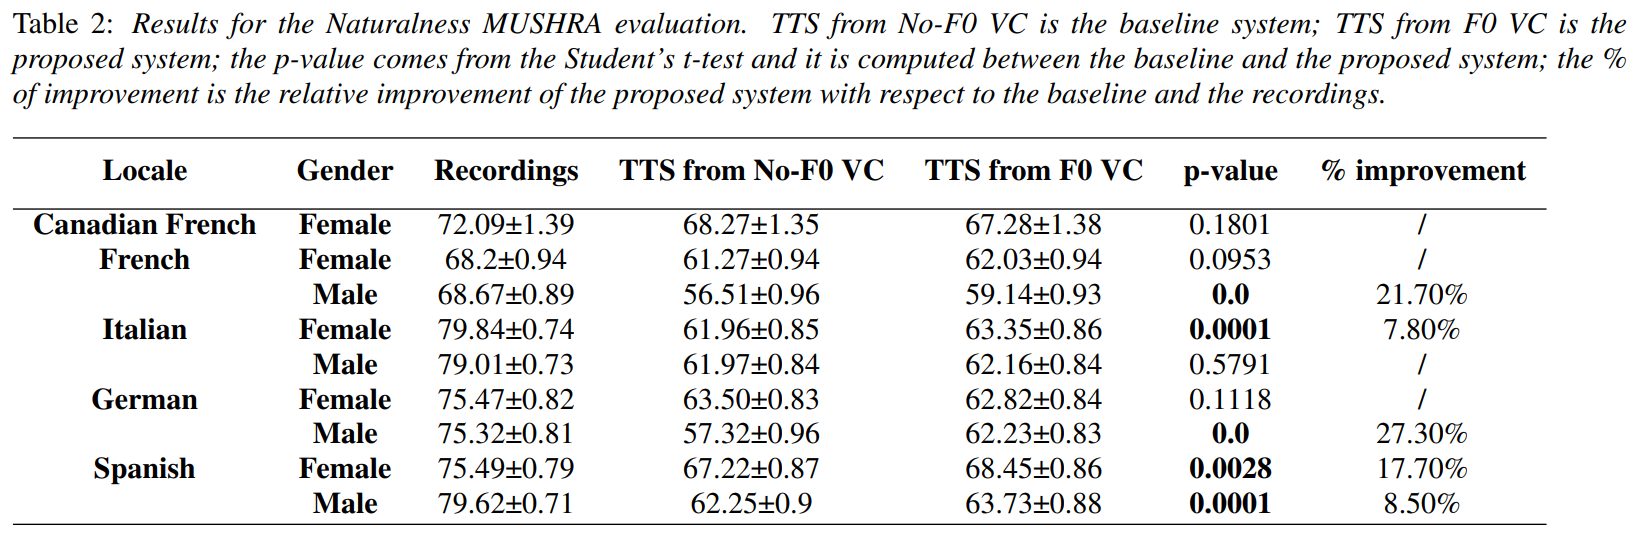 Table 2: Results for the Naturalness MUSHRA evaluation. TTS from No-F0 VC is the baseline system; TTS from F0 VC is the
proposed system; the p-value comes from the Student's t-test and it is computed between the baseline and the proposed system; the %
of improvement is the relative improvement of the proposed system with respect to the baseline and the recordings.
Locale Gender Recordings TTS from No-F0 VC TTS from F0 VC p-value % improvement
Canadian French Female 72.09±1.39 68.27±1.35 67.28±1.38 0.1801 /
French Female 68.2±0.94 61.27±0.94 62.03±0.94 0.0953 /
Male 68.67±0.89 56.51±0.96 59.14±0.93 0.0 21.70%
Italian Female 79.84±0.74 61.96±0.85 63.35±0.86 0.0001 7.80%
Male 79.01±0.73 61.97±0.84 62.16±0.84 0.5791 /
German Female 75.47±0.82 63.50±0.83 62.82±0.84 0.1118 /
Male 75.32±0.81 57.32±0.96 62.23±0.83 0.0 27.30%
Spanish Female 75.49±0.79 67.22±0.87 68.45±0.86 0.0028 17.70%
Male 79.62±0.71 62.25±0.9 63.73±0.88 0.0001 8.50%